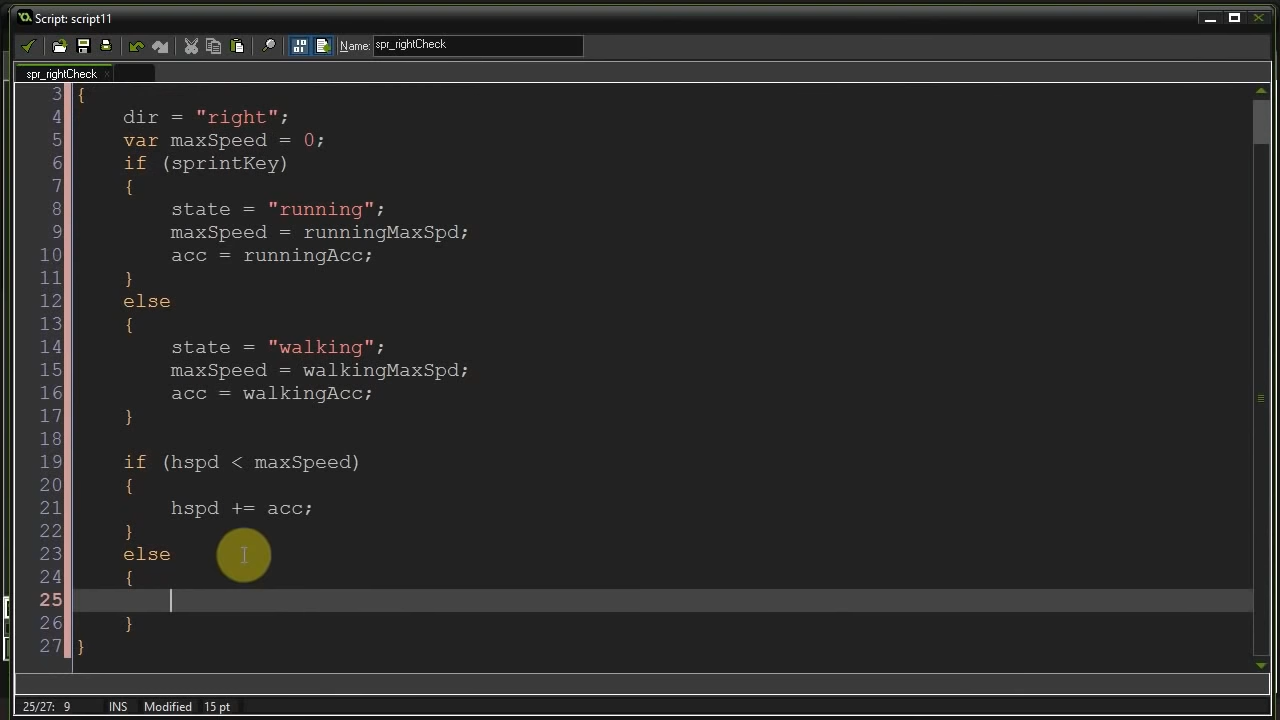 Script: script11
Name: spr_rightCheck
spr_rightCheck ×
3 {
4 dir = "right";
5 var maxSpeed = 0;
6 if (sprintKey)
7 {
8 state = "running";
9 maxSpeed = runningMaxSpd;
10 acc = runningAcc;
11 }
12 else
13 {
14 state = "walking";
15 maxSpeed = walkingMaxSpd;
16 acc = walkingAcc;
17 }
18
19 if (hspd < maxSpeed)
20 {
21 hspd += acc;
22 }
23 else
24 {
25
26 }
27 }
25/27: 9 INS Modified 15 pt